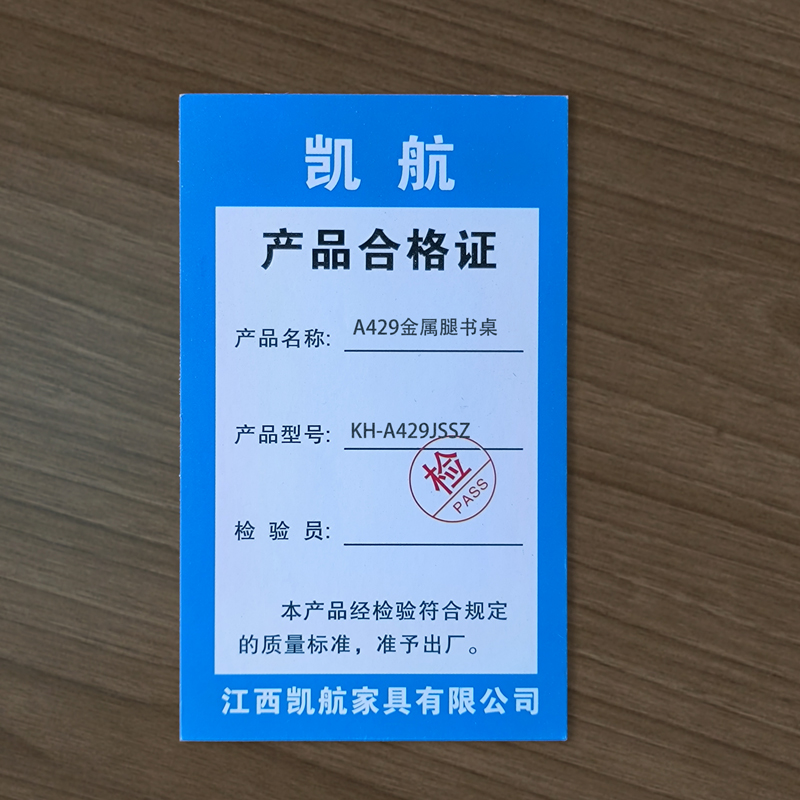 凯 航
产品合格证
产品名称: A429金属腿书桌
产品型号: KH-A429JSSZ
检
PASS
检 验 员:
本产品经检验符合规定
的质量标准，准予出厂。
江西凯航家具有限公司